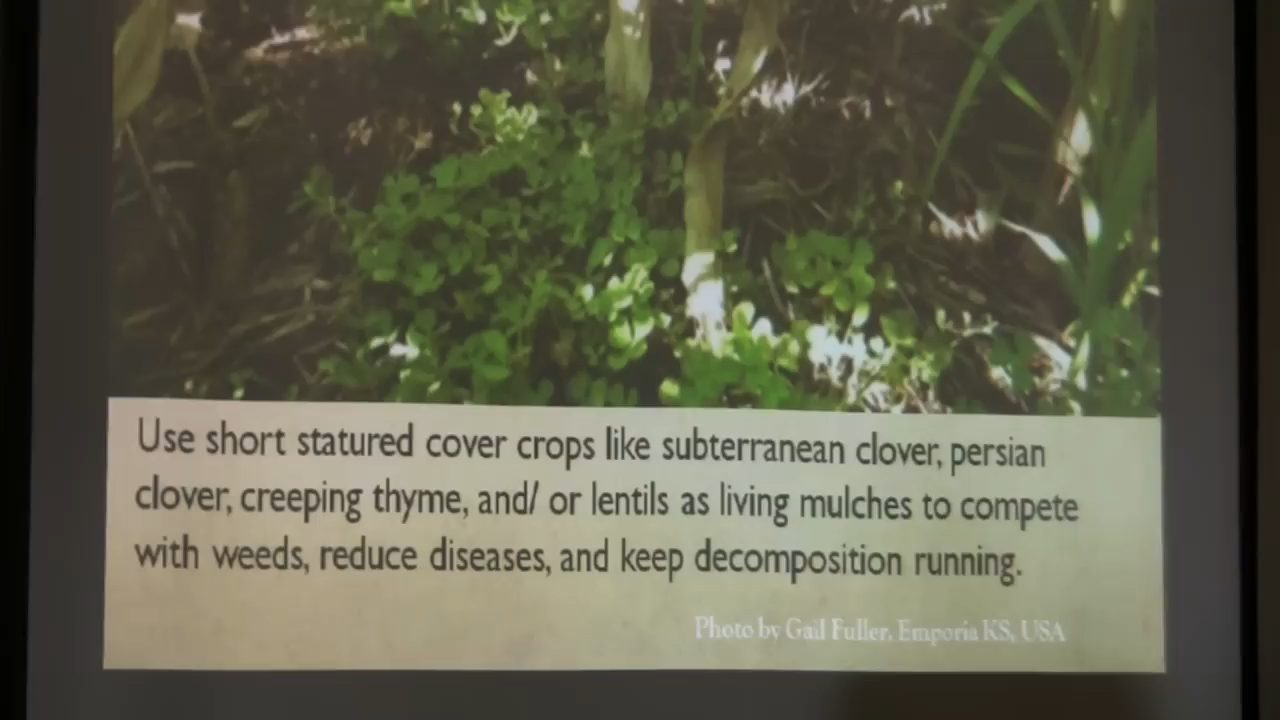 Use short statured cover crops like subterranean clover, persian
clover, creeping thyme, and/ or lentils as living mulches to compete
with weeds, reduce diseases, and keep decomposition running.
Photo by Gail Fuller. Emporia KS, USA